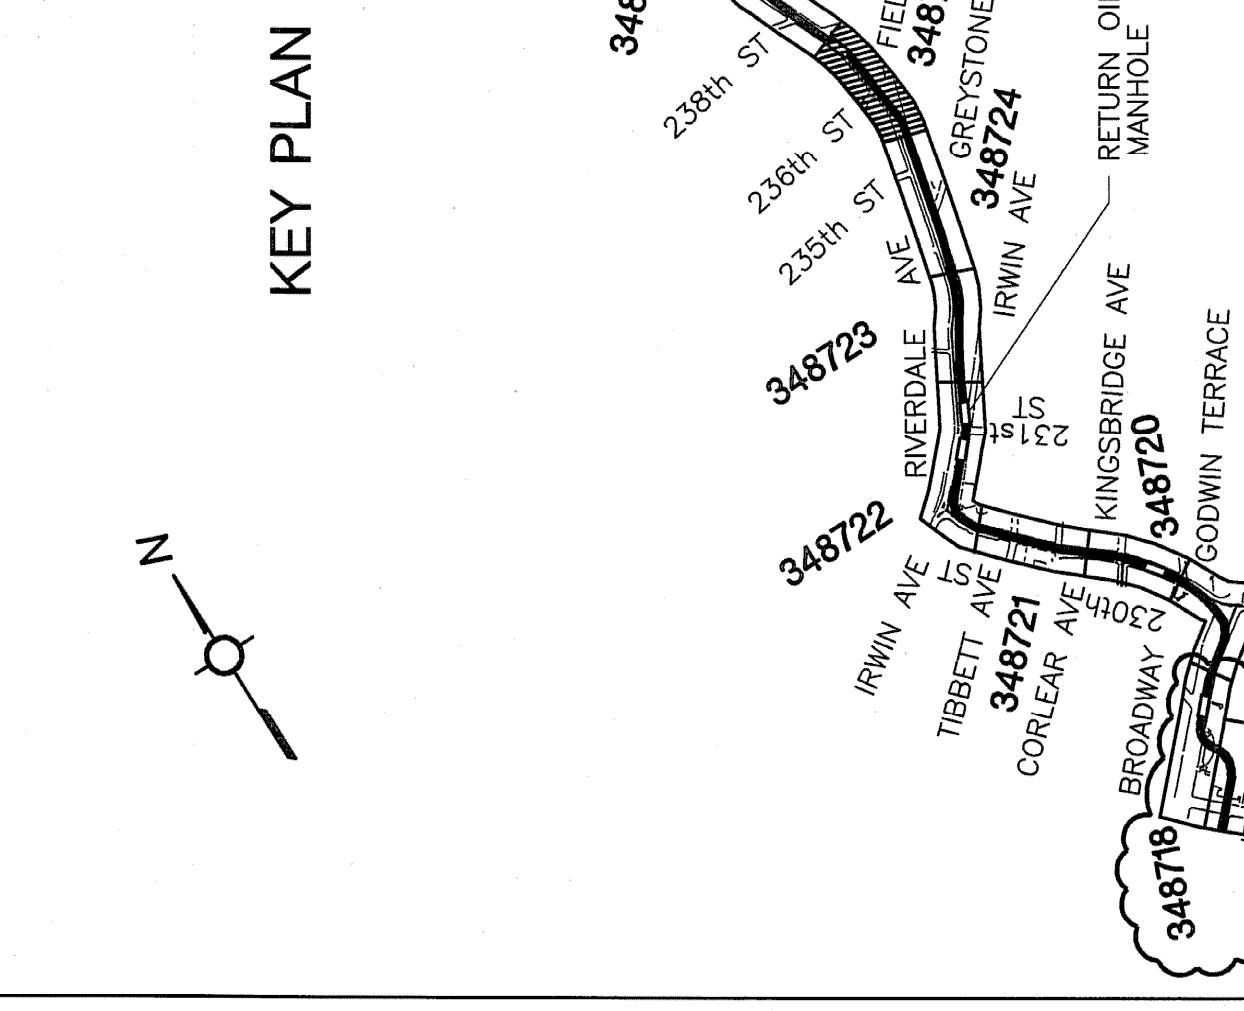 KEY PLAN
N
348
238th ST
236th ST
235th ST
348723
348722
RIVERDALE AVE
GREYSTONE
348724
IRWIN AVE
RETURN
MANHOLE
231st
ST
KINGSBRIDGE AVE
348720
GODWIN TERRACE
IRWIN AVE
230th ST
TIBBETT AVE
348721
CORLEAR AVE
BROADWAY
348718